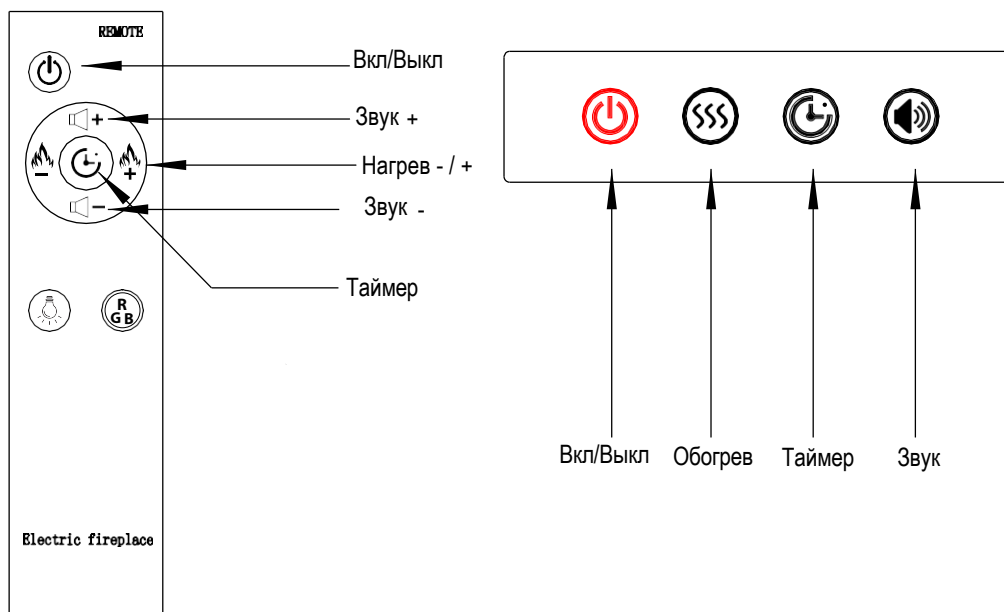 REMOTE
Вкл/Выкл
+
Звук +
- +
Нагрев - / +
-
Звук -
Таймер
R
G B
Electric fireplace
Вкл/Выкл
Обогрев
Таймер
Звук